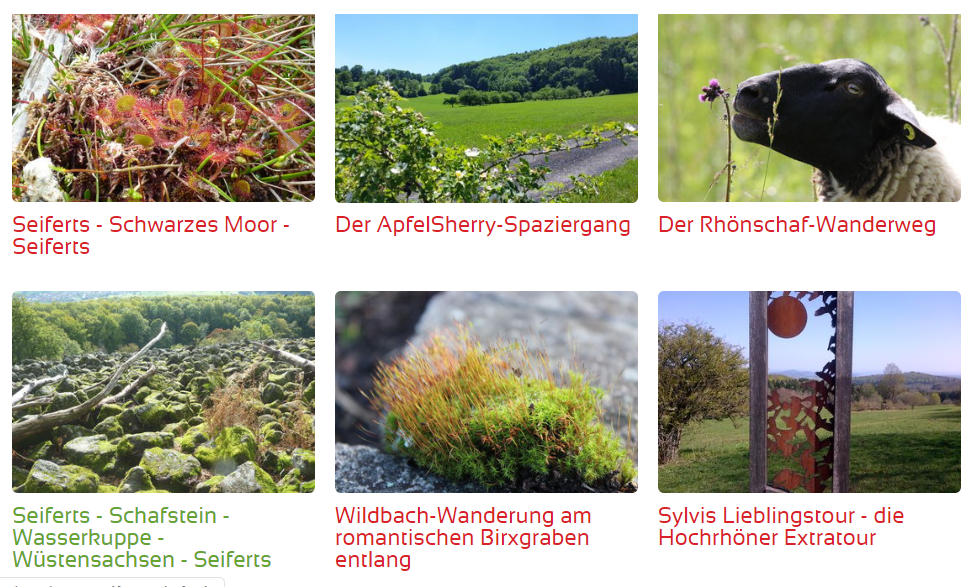 Seiferts - Schwarzes Moor -
Seiferts
Der ApfelSherry-Spaziergang
Der Rhönschaf-Wanderweg
Seiferts - Schafstein -
Wasserkuppe -
Wüstensachsen - Seiferts
Wildbach-Wanderung am
romantischen Birxgraben
entlang
Sylvis Lieblingstour - die
Hochrhöner Extratour